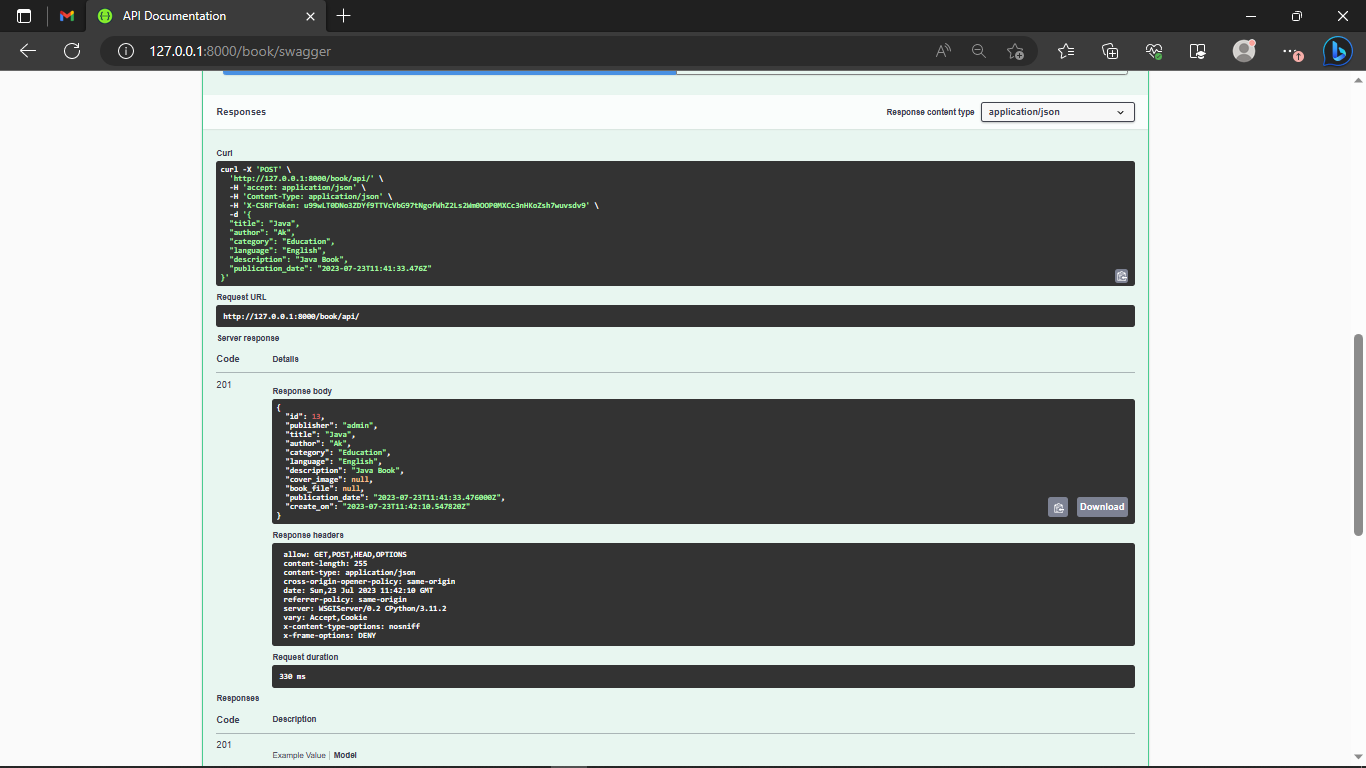 API Documentation
127.0.0.1:8000/book/swagger
Responses
Response content type
application/json
Curl
curl -X 'POST' \
'http://127.0.0.1:8000/book/api/' \
-H 'accept: application/json' \
-H 'Content-Type: application/json' \
-H 'X-CSRFToken: u99wLT0DNo3ZDYf9TTVcVbG97tNgofWhZ2Ls2Wm0OOP0MXCc3nHKoZsh7wuvsdv9' \
-d '{
"title": "Java",
"author": "Ak",
"category": "Education",
"language": "English",
"description": "Java Book",
"publication_date": "2023-07-23T11:41:33.476Z"
}'
Request URL
http://127.0.0.1:8000/book/api/
Server response
Code Details
201
Response body
{
"id": 13,
"publisher": "admin",
"title": "Java",
"author": "Ak",
"category": "Education",
"language": "English",
"description": "Java Book",
"cover_image": null,
"book_file": null,
"publication_date": "2023-07-23T11:41:33.476000Z",
"create_on": "2023-07-23T11:42:10.547820Z"
}
Download
Response headers
allow: GET,POST,HEAD,OPTIONS
content-length: 255
content-type: application/json
cross-origin-opener-policy: same-origin
date: Sun,23 Jul 2023 11:42:10 GMT
referrer-policy: same-origin
server: WSGIServer/0.2 CPython/3.11.2
vary: Accept,Cookie
x-content-type-options: nosniff
x-frame-options: DENY
Request duration
330 ms
Responses
Code Description
201
Example Value | Model